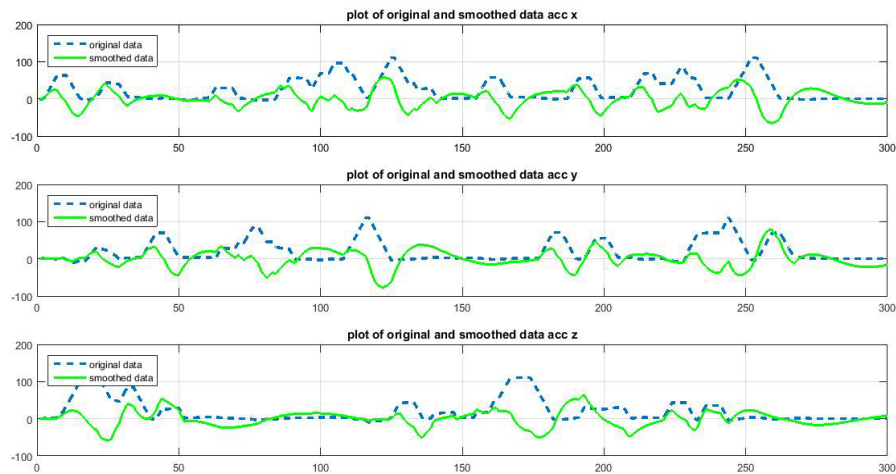 plot of original and smoothed data acc x
200
original data
smoothed data
100
0
-100
0 50 100 150 200 250 300
plot of original and smoothed data acc y
200
original data
smoothed data
100
0
-100
0 50 100 150 200 250 300
plot of original and smoothed data acc z
200
original data
smoothed data
100
0
-100
0 50 100 150 200 250 300